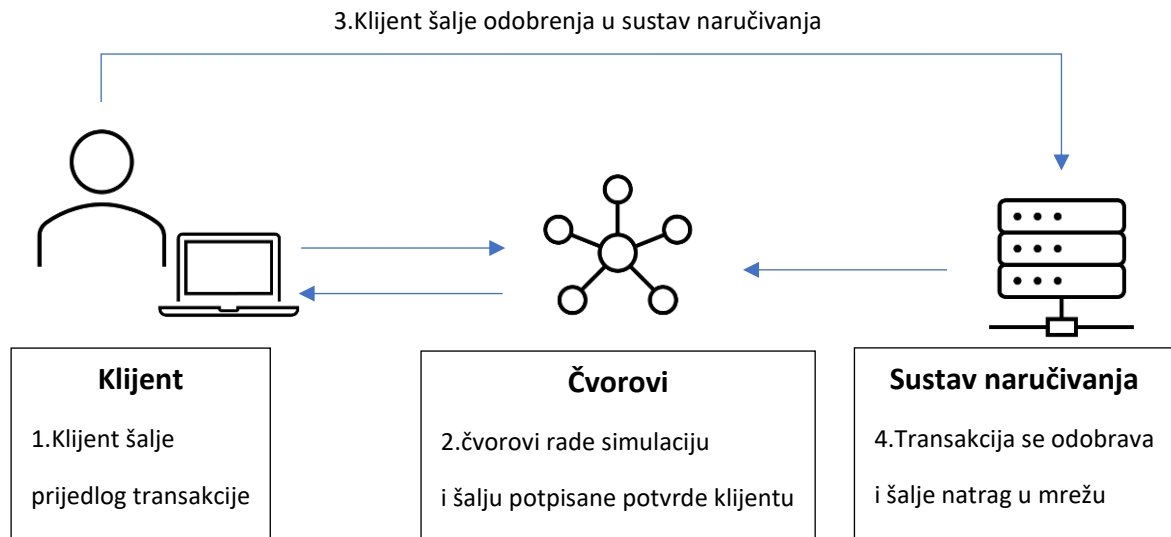 3.Klijent šalje odobrenja u sustav naručivanja
Klijent
1.Klijent šalje
prijedlog transakcije
Čvorovi
2.čvorovi rade simulaciju
i šalju potpisane potvrde klijentu
Sustav naručivanja
4.Transakcija se odobrava
i šalje natrag u mrežu